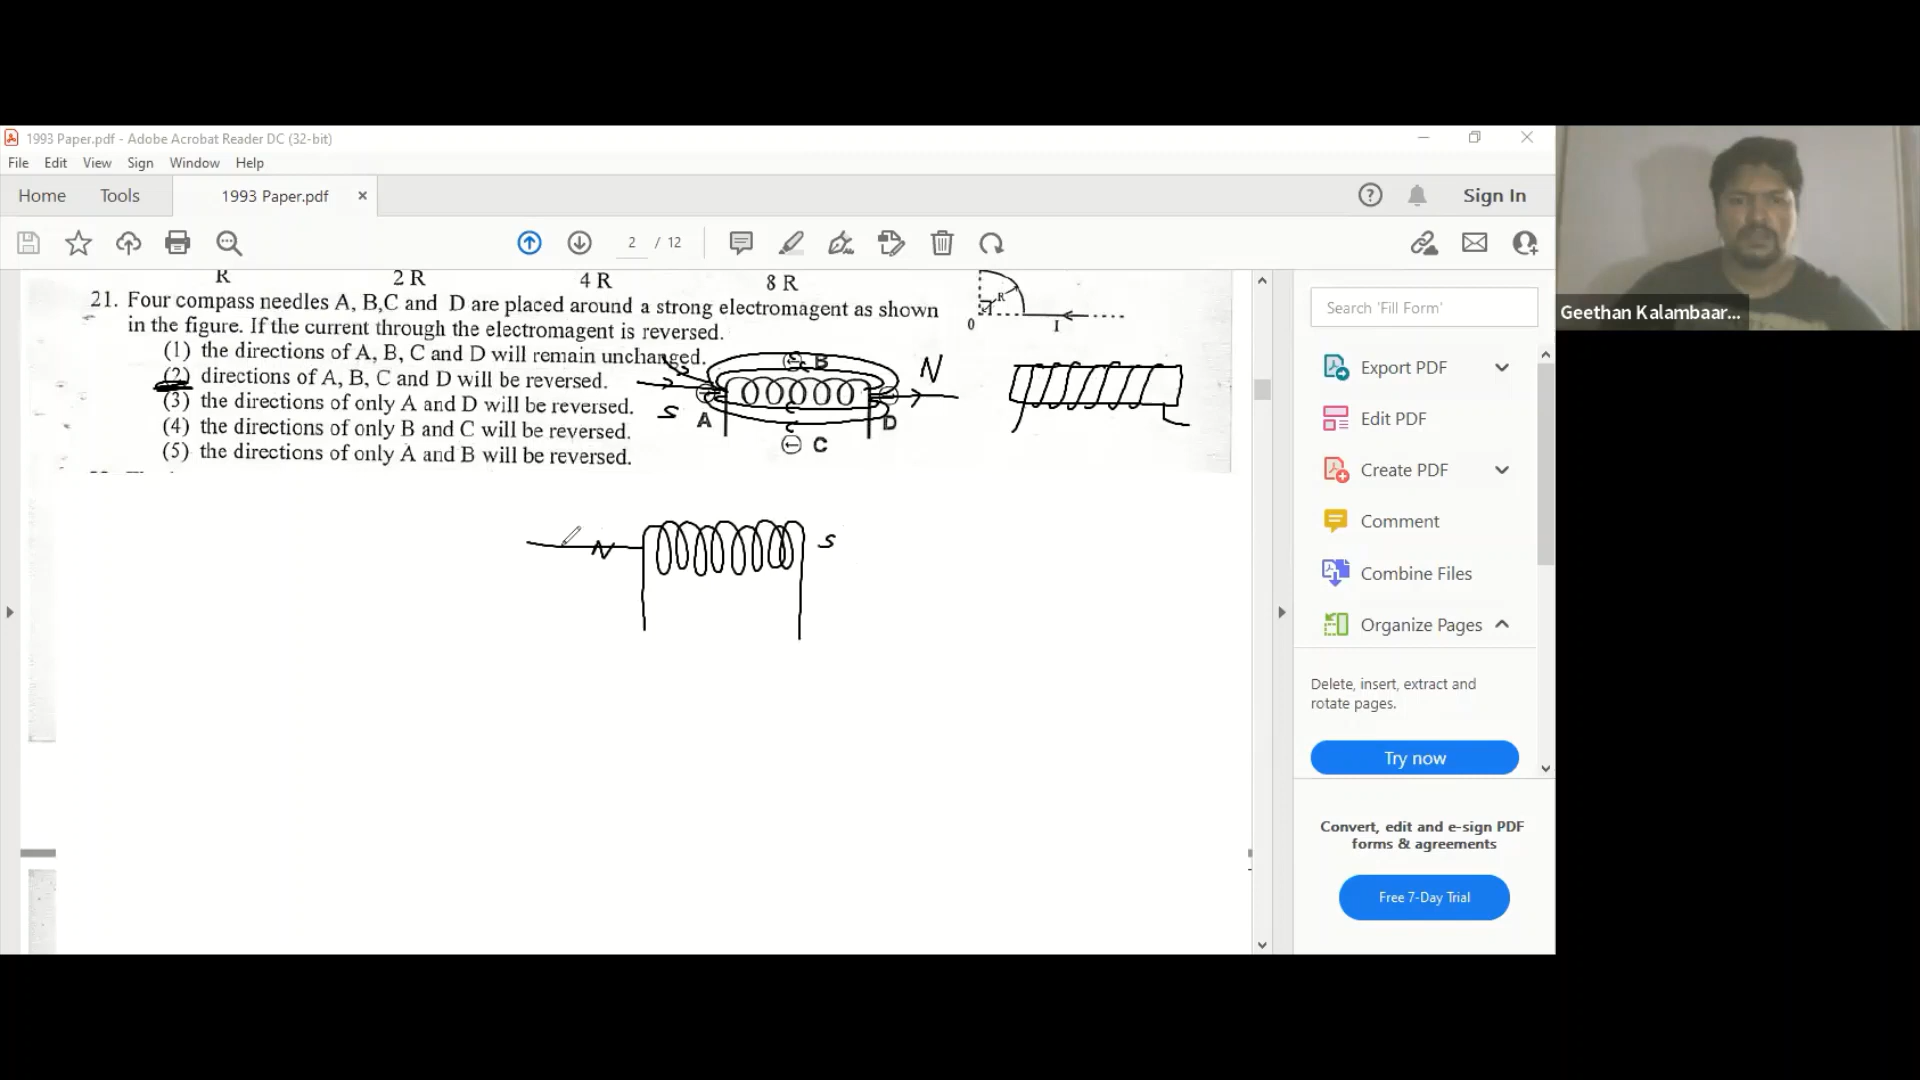 1993 Paper.pdf - Adobe Acrobat Reader DC (32-bit)
File Edit View Sign Window Help
Home Tools 1993 Paper.pdf × Sign In
2 / 12
R 2 R 4 R 8 R
21. Four compass needles A, B,C and D are placed around a strong electromagent as shown
in the figure. If the current through the electromagent is reversed.
(1) the directions of A, B, C and D will remain unchanged.
(2) directions of A, B, C and D will be reversed.
(3) the directions of only A and D will be reversed.
(4) the directions of only B and C will be reversed.
(5) the directions of only A and B will be reversed.
R
0 I
S
B
N
S
A
D
C
N S
Search 'Fill Form'
Export PDF
Edit PDF
Create PDF
Comment
Combine Files
Organize Pages
Delete, insert, extract and
rotate pages.
Try now
Convert, edit and e-sign PDF
forms & agreements
Free 7-Day Trial
Geethan Kalambaar...